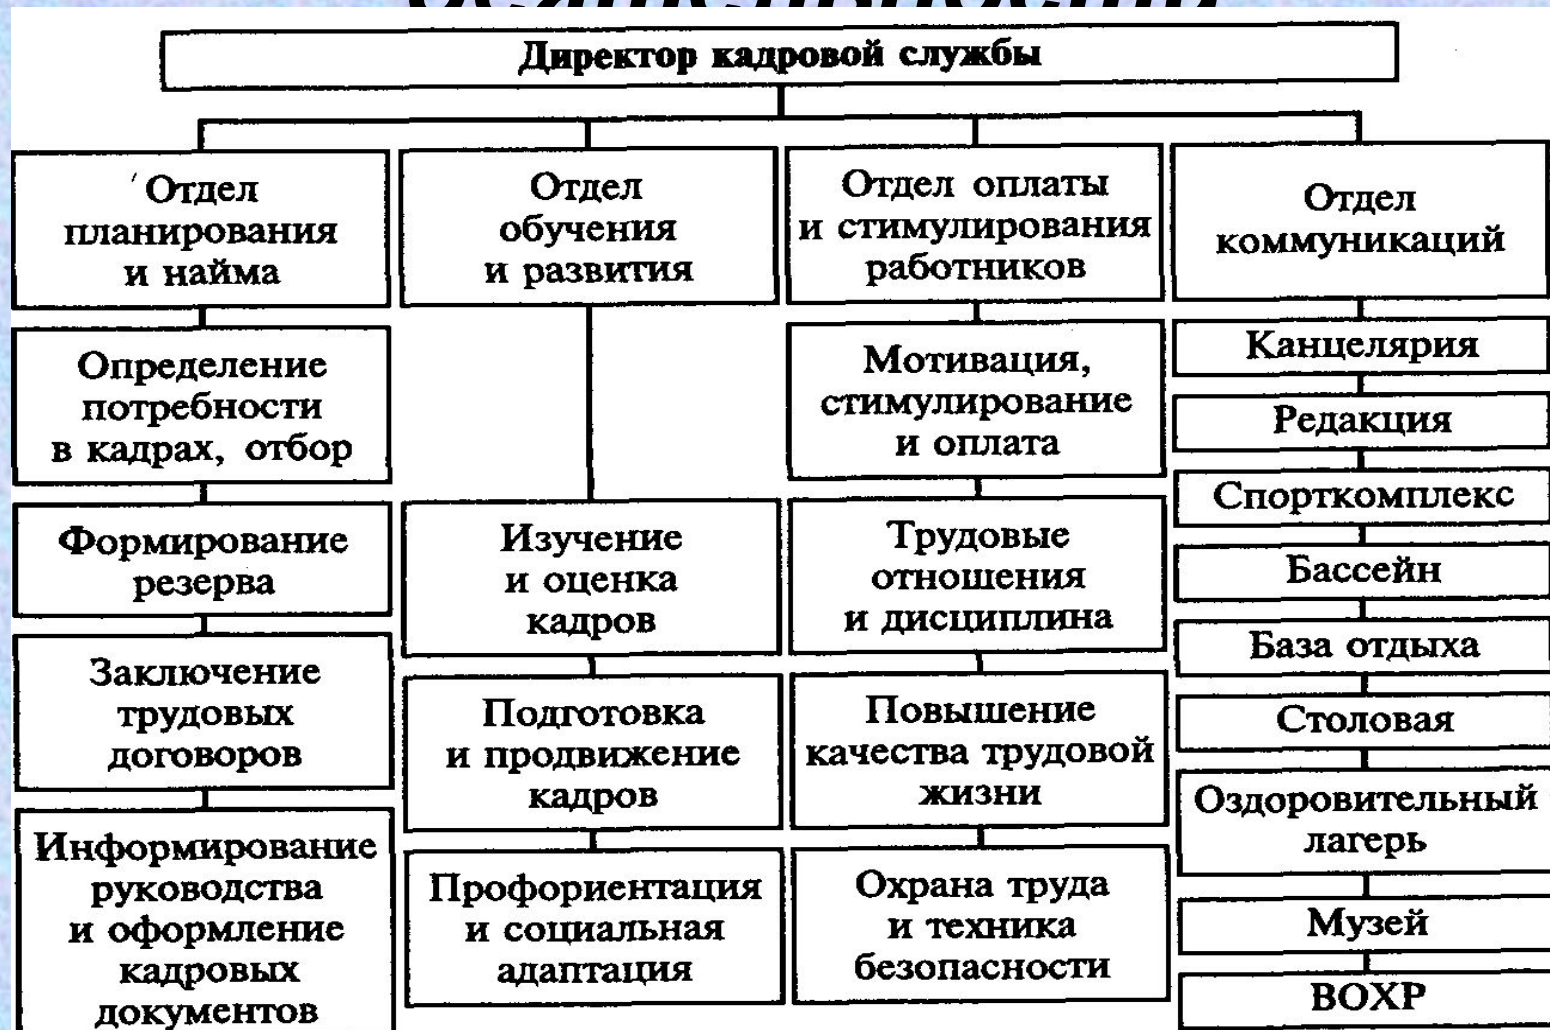 Директор кадровой службы
Отдел
планирования
и найма
Определение
потребности
в кадрах, отбор
Формирование
резерва
Заключение
трудовых
договоров
Информирование
руководства
и оформление
кадровых
документов
Отдел
обучения
и развития
Изучение
и оценка
кадров
Подготовка
и продвижение
кадров
Профориентация
и социальная
адаптация
Отдел оплаты
и стимулирования
работников
Мотивация,
стимулирование
и оплата
Трудовые
отношения
и дисциплина
Повышение
качества трудовой
жизни
Охрана труда
и техника
безопасности
Отдел
коммуникаций
Канцелярия
Редакция
Спорткомплекс
Бассейн
База отдыха
Столовая
Оздоровительный
лагерь
Музей
ВОХР